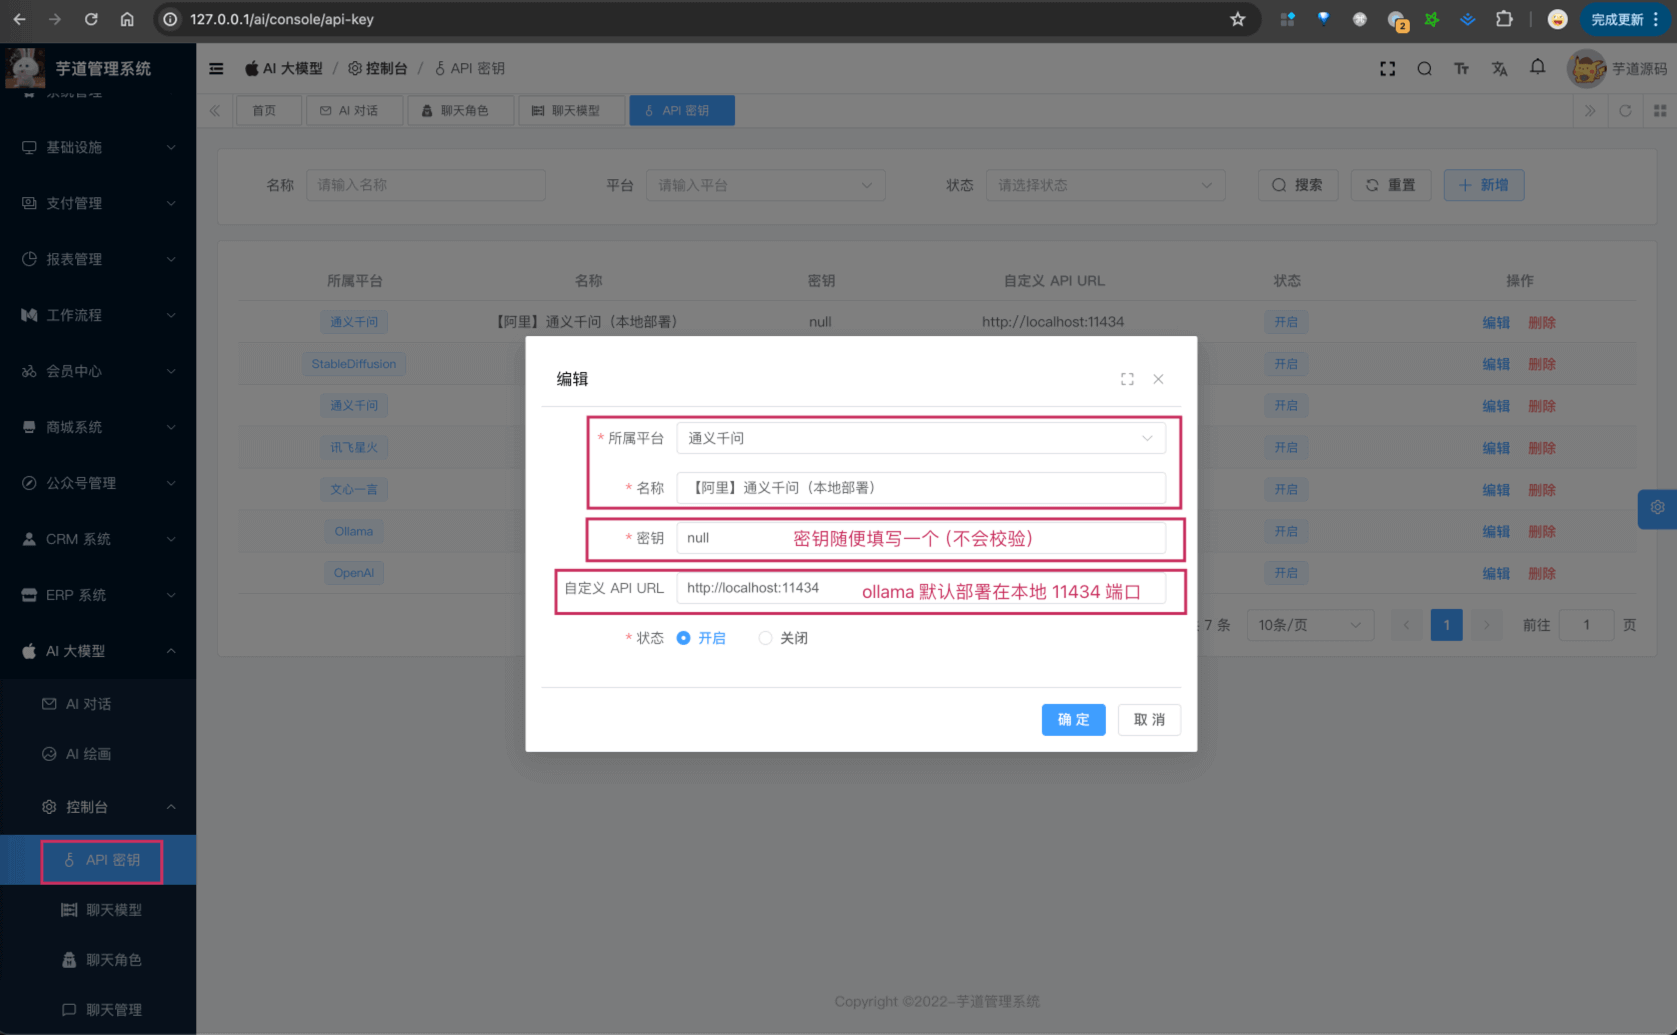 127.0.0.1/ai/console/api-key
2
完成更新
芋道管理系统
AI 大模型 / 控制台 / API 密钥
芋道源码
系统管理
首页
AI 对话
聊天角色
聊天模型
API 密钥
基础设施
支付管理
报表管理
工作流程
会员中心
商城系统
公众号管理
CRM 系统
ERP 系统
AI 大模型
AI 对话
AI 绘画
控制台
API 密钥
聊天模型
聊天角色
聊天管理
名称 请输入名称
平台 请输入平台
状态 请选择状态
搜索
重置
新增
所属平台 名称 密钥 自定义 API URL 状态 操作
通义千问 【阿里】通义千问（本地部署） null http://localhost:11434 开启 编辑 删除
StableDiffusion 开启 编辑 删除
通义千问 开启 编辑 删除
讯飞星火 开启 编辑 删除
文心一言 开启 编辑 删除
Ollama 开启 编辑 删除
OpenAI 开启 编辑 删除
7 条 10条/页 1 前往 1 页
编辑
* 所属平台 通义千问
* 名称 【阿里】通义千问（本地部署）
* 密钥 null 密钥随便填写一个（不会校验）
自定义 API URL http://localhost:11434 ollama 默认部署在本地 11434 端口
* 状态 开启 关闭
确 定
取 消
Copyright ©2022-芋道管理系统